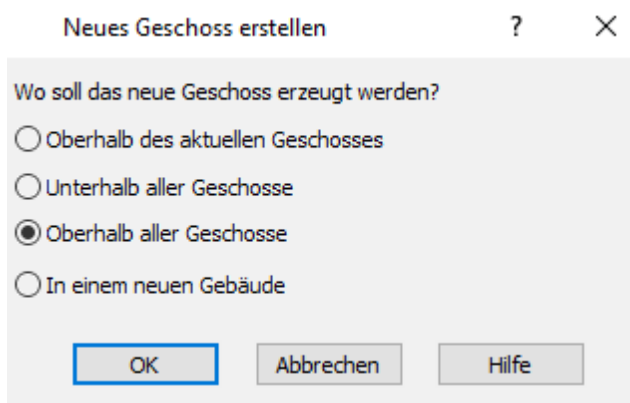 Neues Geschoss erstellen ?
Wo soll das neue Geschoss erzeugt werden?
Oberhalb des aktuellen Geschosses
Unterhalb aller Geschosse
Oberhalb aller Geschosse
In einem neuen Gebäude
OK Abbrechen Hilfe